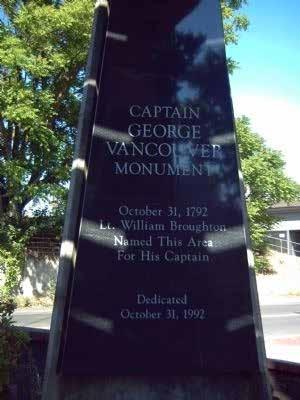 CAPTAIN
GEORGE
VANCOUVER
MONUMENT
October 31, 1792
Lt. William Broughton
Named This Area
For His Captain
Dedicated
October 31, 1992